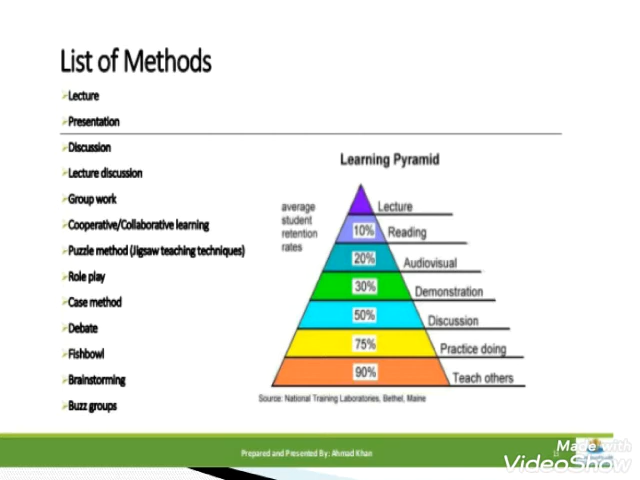 List of Methods
Lecture
Presentation
Discussion
Lecture discussion
Group work
Cooperative/Collaborative learning
Puzzle method (Jigsaw teaching techniques)
Role play
Case method
Debate
Fishbowl
Brainstorming
Buzz groups
Learning Pyramid
average
student
retention
rates
Lecture
10% Reading
20% Audiovisual
30% Demonstration
50% Discussion
75% Practice doing
90% Teach others
Source: National Training Laboratories, Bethel, Maine
Prepared and Presented By: Ahmad Khan
Made with
VideoShow